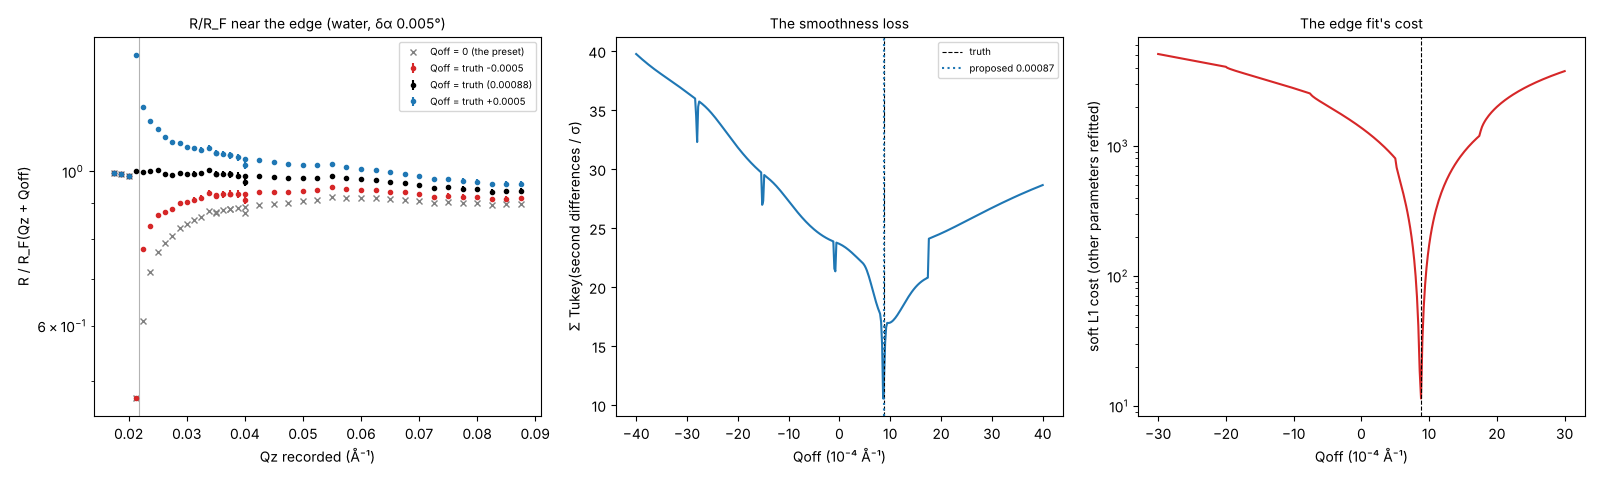 R/R_F near the edge (water, δα 0.005°)
R / R_F(Qz + Qoff)
10⁰
6 × 10⁻¹
Qoff = 0 (the preset)
Qoff = truth -0.0005
Qoff = truth (0.00088)
Qoff = truth +0.0005
0.02 0.03 0.04 0.05 0.06 0.07 0.08 0.09
Qz recorded (Å⁻¹)
The smoothness loss
Σ Tukey(second differences / σ)
40
35
30
25
20
15
10
truth
proposed 0.00087
−40 −30 −20 −10 0 10 20 30 40
Qoff (10⁻⁴ Å⁻¹)
The edge fit's cost
soft L1 cost (other parameters refitted)
10³
10²
10¹
−30 −20 −10 0 10 20 30
Qoff (10⁻⁴ Å⁻¹)